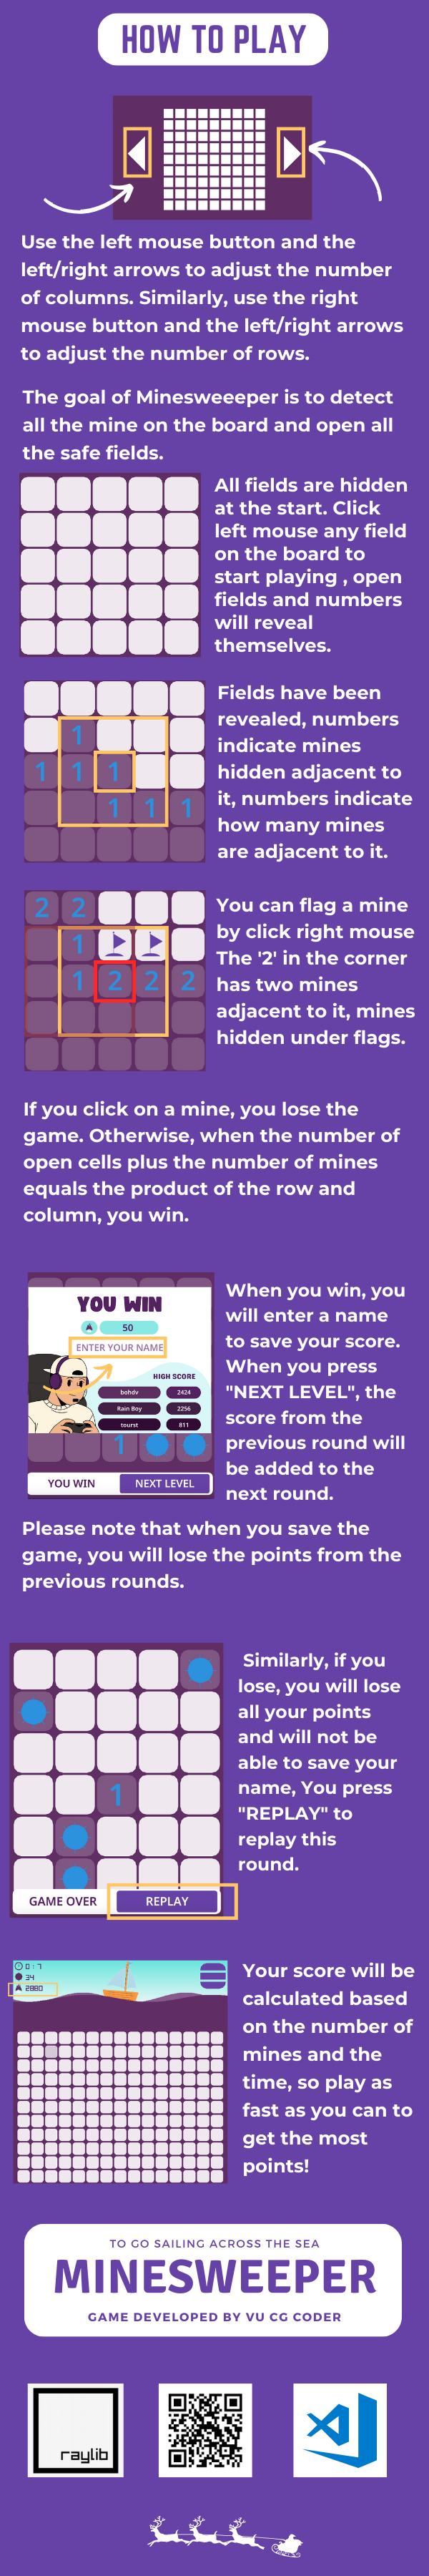 HOW TO PLAY
Use the left mouse button and the
left/right arrows to adjust the number
of columns. Similarly, use the right
mouse button and the left/right arrows
to adjust the number of rows.
The goal of Minesweeeper is to detect
all the mine on the board and open all
the safe fields.
All fields are hidden
at the start. Click
left mouse any field
on the board to
start playing , open
fields and numbers
will reveal
themselves.
1
1 1 1
1 1 1
Fields have been
revealed, numbers
indicate mines
hidden adjacent to
it, numbers indicate
how many mines
are adjacent to it.
2 2
1
1 2 2 2
You can flag a mine
by click right mouse
The '2' in the corner
has two mines
adjacent to it, mines
hidden under flags.
If you click on a mine, you lose the
game. Otherwise, when the number of
open cells plus the number of mines
equals the product of the row and
column, you win.
YOU WIN
50
ENTER YOUR NAME
HIGH SCORE
bohdv 2424
Rain Boy 2256
tourst 811
1
YOU WIN NEXT LEVEL
When you win, you
will enter a name
to save your score.
When you press
"NEXT LEVEL", the
score from the
previous round will
be added to the
next round.
Please note that when you save the
game, you will lose the points from the
previous rounds.
1
GAME OVER REPLAY
Similarly, if you
lose, you will lose
all your points
and will not be
able to save your
name, You press
"REPLAY" to
replay this
round.
0 : 7
34
2880
Your score will be
calculated based
on the number of
mines and the
time, so play as
fast as you can to
get the most
points!
TO GO SAILING ACROSS THE SEA
MINESWEEPER
GAME DEVELOPED BY VU CG CODER
raylib